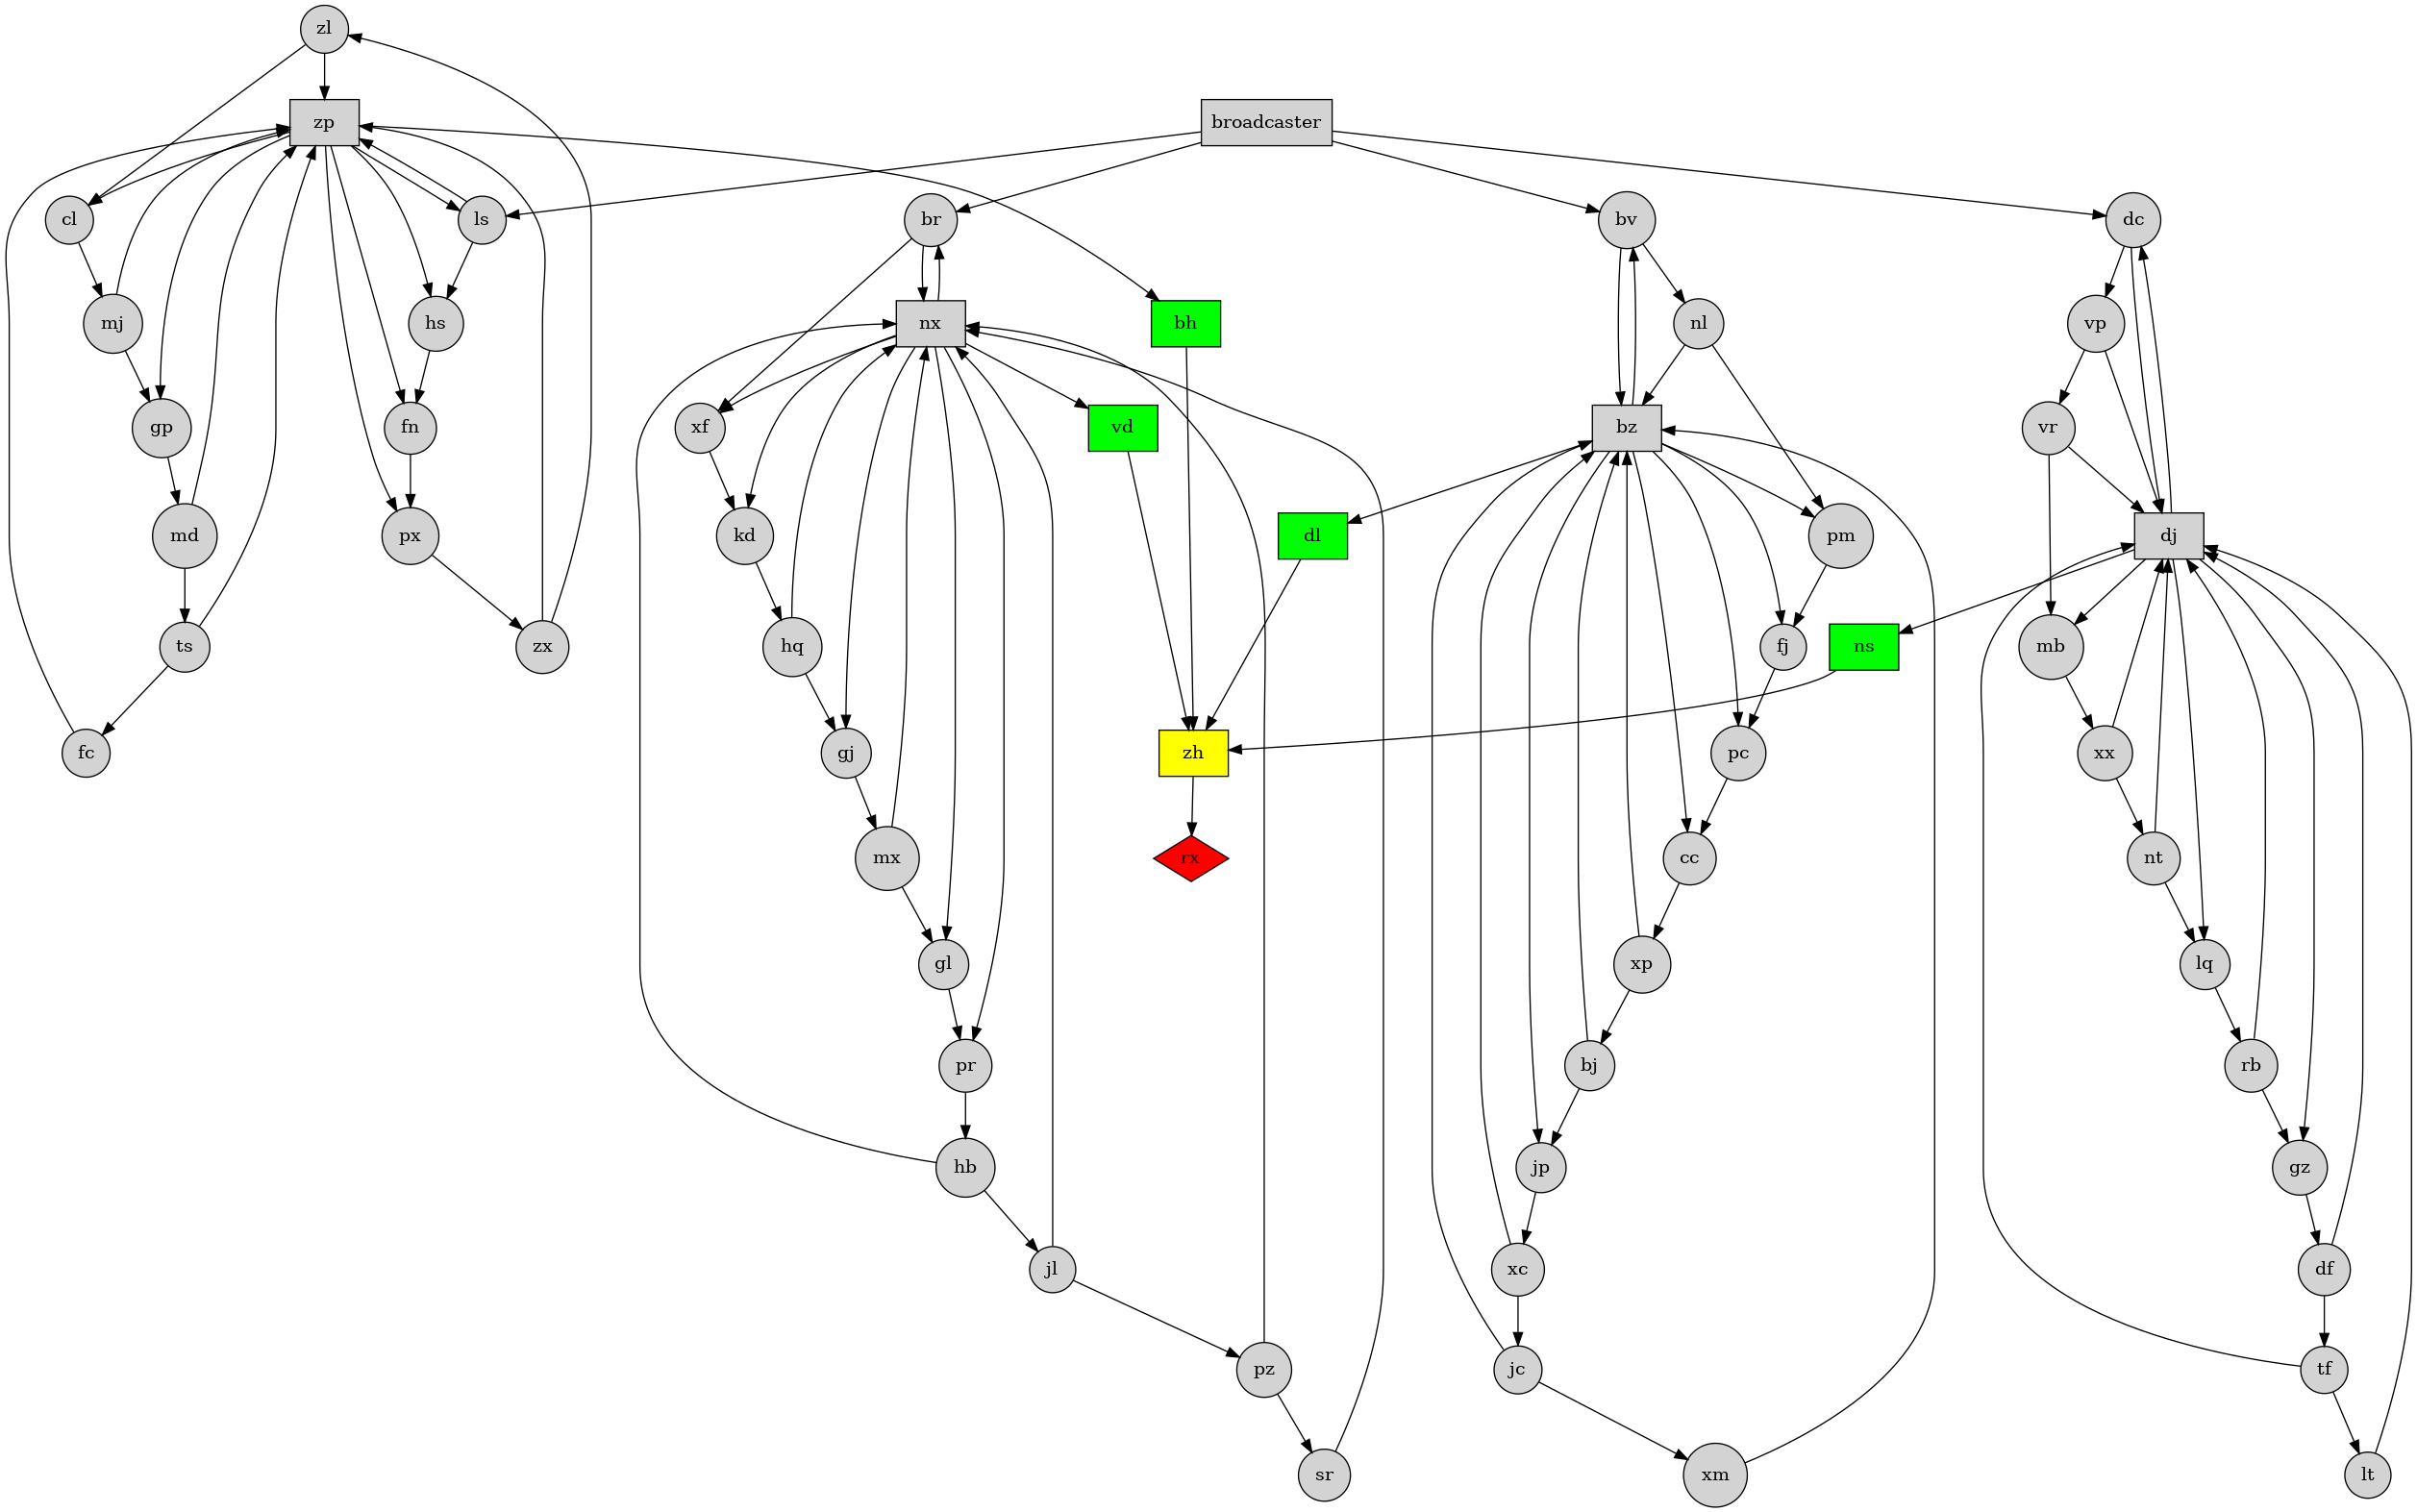 zl
zp
broadcaster
cl
ls
br
bv
dc
mj
hs
nx
bh
nl
vp
gp
fn
xf
vd
bz
vr
md
px
kd
dl
pm
dj
ts
zx
hq
fj
ns
mb
fc
gj
zh
pc
xx
mx
rx
cc
nt
gl
xp
lq
pr
bj
rb
hb
jp
gz
jl
xc
df
pz
jc
tf
sr
xm
lt